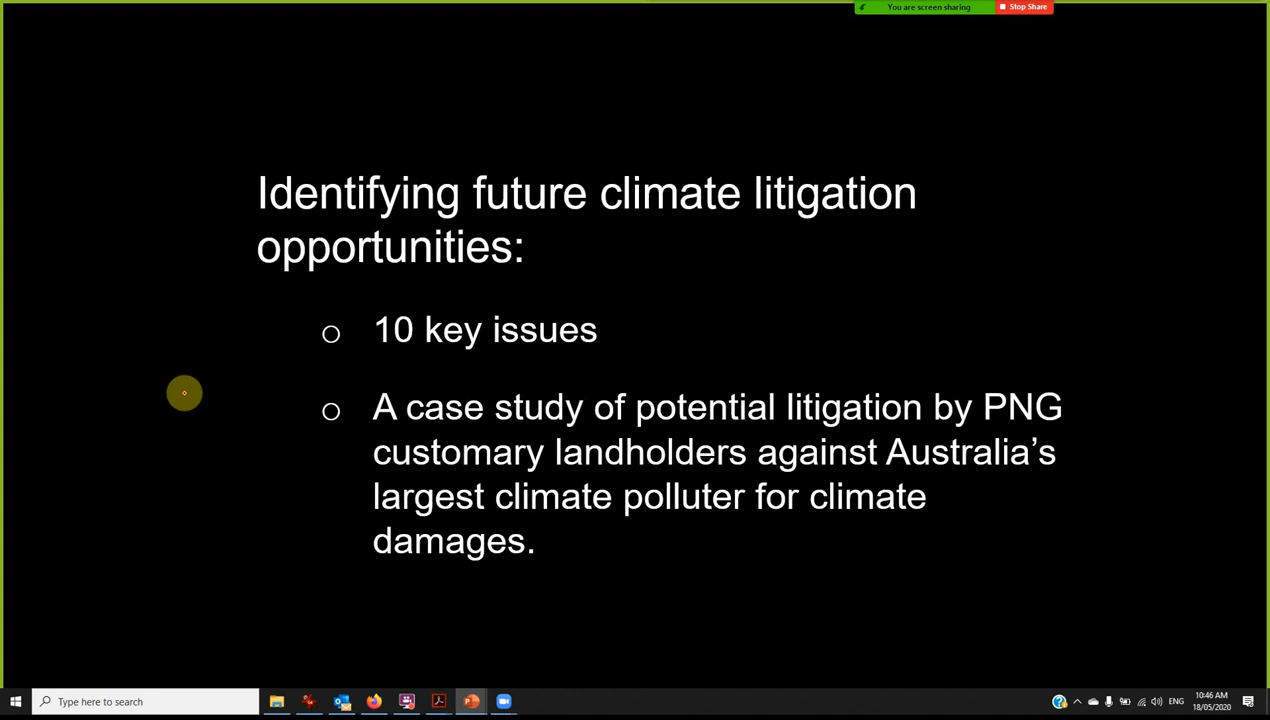 You are screen sharing
Stop Share
Identifying future climate litigation
opportunities:
o 10 key issues
o A case study of potential litigation by PNG
customary landholders against Australia’s
largest climate polluter for climate
damages.
Type here to search
ENG
10:46 AM
18/05/2020